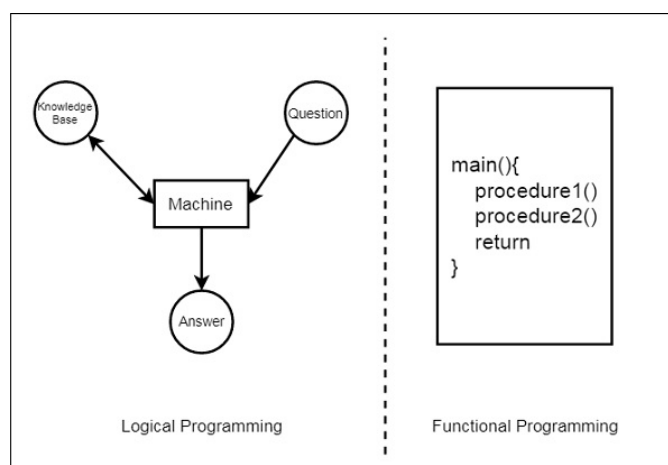 Knowledge
Base
Question
Machine
Answer
Logical Programming
main(){
procedure1()
procedure2()
return
}
Functional Programming